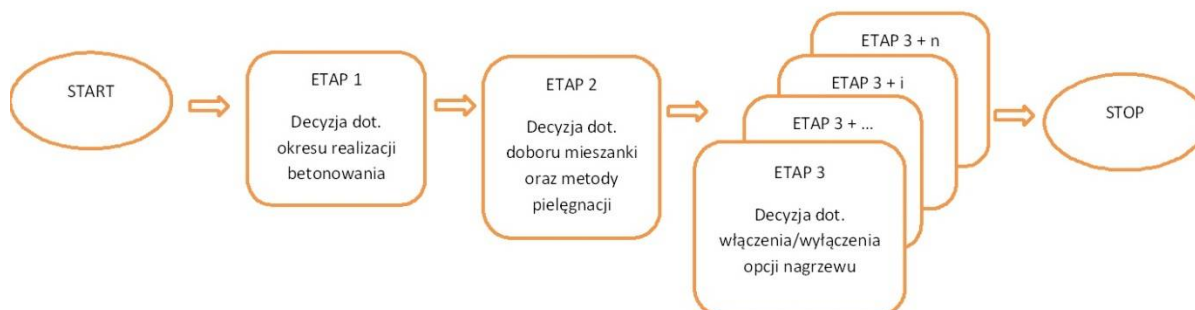 START
ETAP 1
Decyzja dot.
okresu realizacji
betonowania
ETAP 2
Decyzja dot.
doboru mieszanki
oraz metody
pielęgnacji
ETAP 3 + n
ETAP 3 + i
ETAP 3 + ...
ETAP 3
Decyzja dot.
włączenia/wyłączenia
opcji nagrzewu
STOP